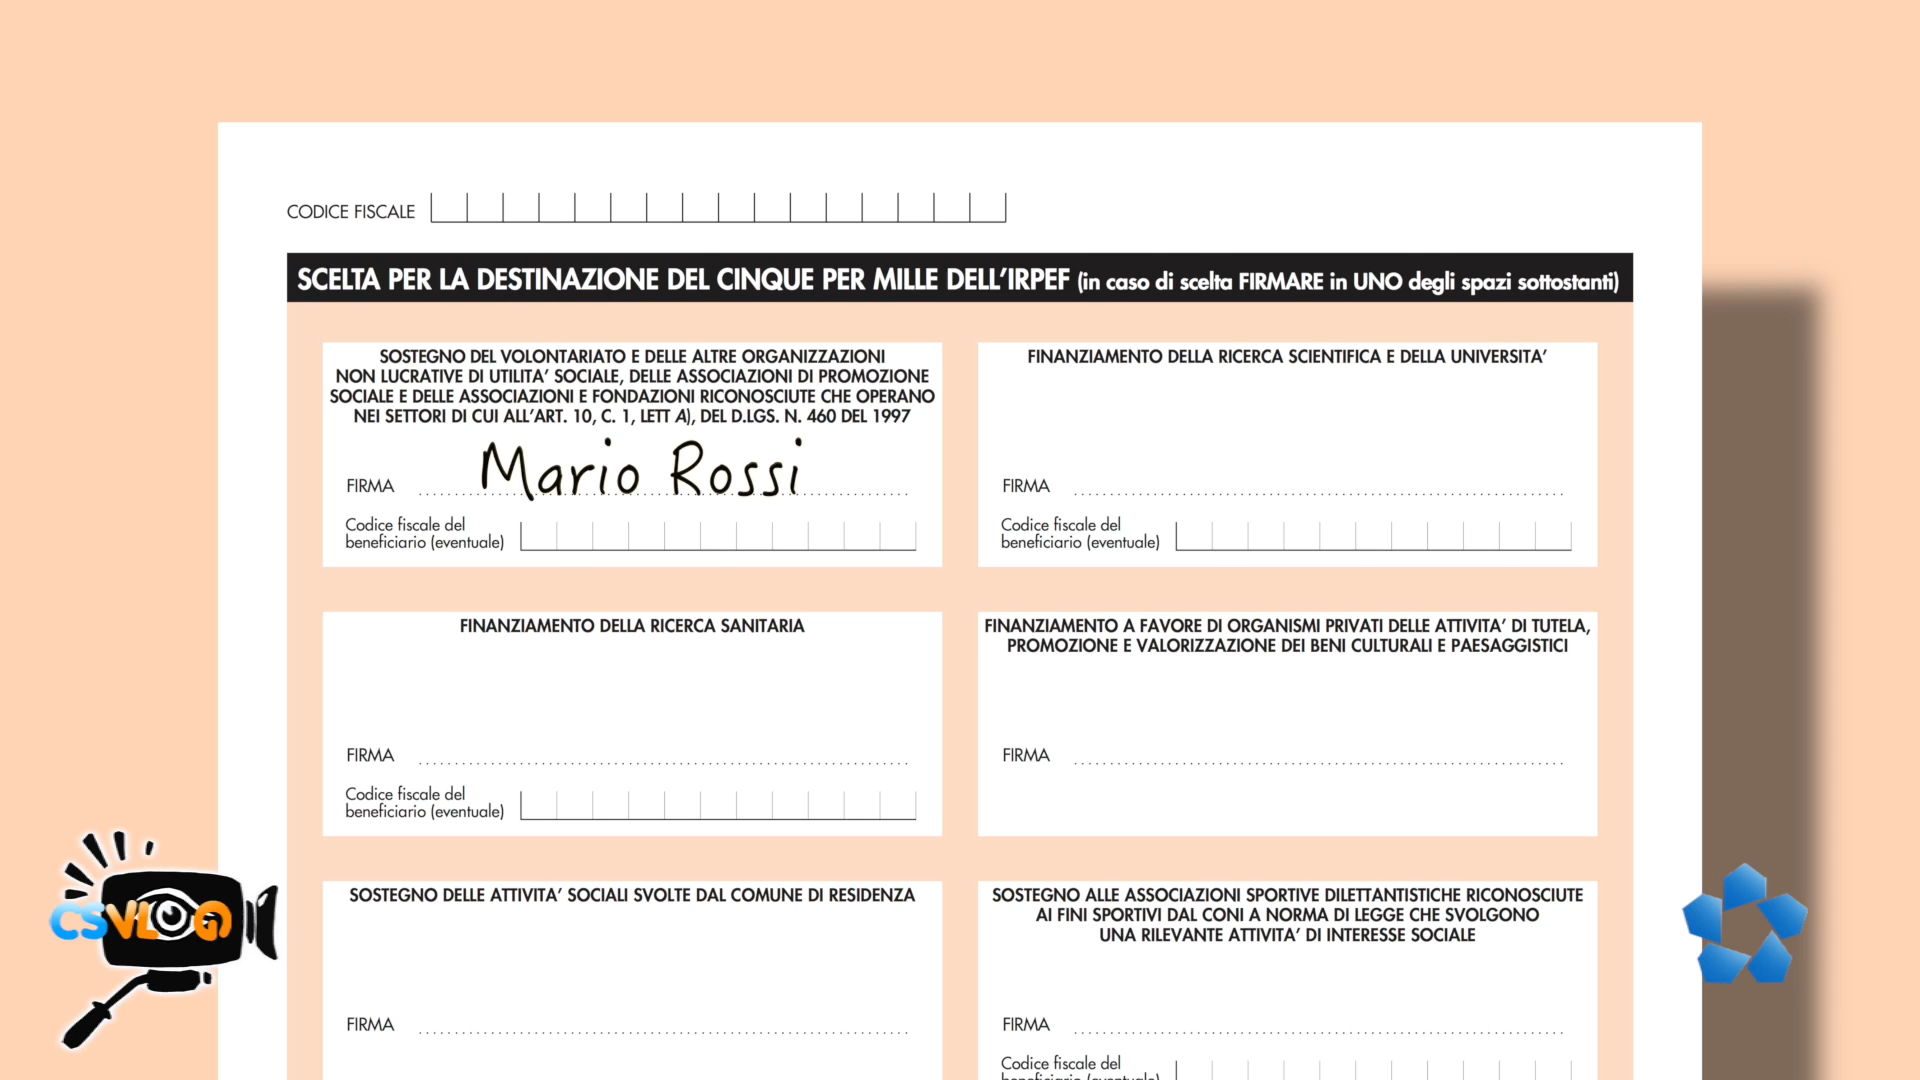 CODICE FISCALE
SCELTA PER LA DESTINAZIONE DEL CINQUE PER MILLE DELL'IRPEF (in caso di scelta FIRMARE in UNO degli spazi sottostanti)
SOSTEGNO DEL VOLONTARIATO E DELLE ALTRE ORGANIZZAZIONI
NON LUCRATIVE DI UTILITA' SOCIALE, DELLE ASSOCIAZIONI DI PROMOZIONE
SOCIALE E DELLE ASSOCIAZIONI E FONDAZIONI RICONOSCIUTE CHE OPERANO
NEI SETTORI DI CUI ALL'ART. 10, C. 1, LETT A), DEL D.LGS. N. 460 DEL 1997
FIRMA Mario Rossi
Codice fiscale del
beneficiario (eventuale)
FINANZIAMENTO DELLA RICERCA SCIENTIFICA E DELLA UNIVERSITA'
FIRMA
Codice fiscale del
beneficiario (eventuale)
FINANZIAMENTO DELLA RICERCA SANITARIA
FIRMA
Codice fiscale del
beneficiario (eventuale)
FINANZIAMENTO A FAVORE DI ORGANISMI PRIVATI DELLE ATTIVITA' DI TUTELA,
PROMOZIONE E VALORIZZAZIONE DEI BENI CULTURALI E PAESAGGISTICI
FIRMA
SOSTEGNO DELLE ATTIVITA' SOCIALI SVOLTE DAL COMUNE DI RESIDENZA
FIRMA
SOSTEGNO ALLE ASSOCIAZIONI SPORTIVE DILETTANTISTICHE RICONOSCIUTE
AI FINI SPORTIVI DAL CONI A NORMA DI LEGGE CHE SVOLGONO
UNA RILEVANTE ATTIVITA' DI INTERESSE SOCIALE
FIRMA
Codice fiscale del
beneficiario (eventuale)
CSVLOG